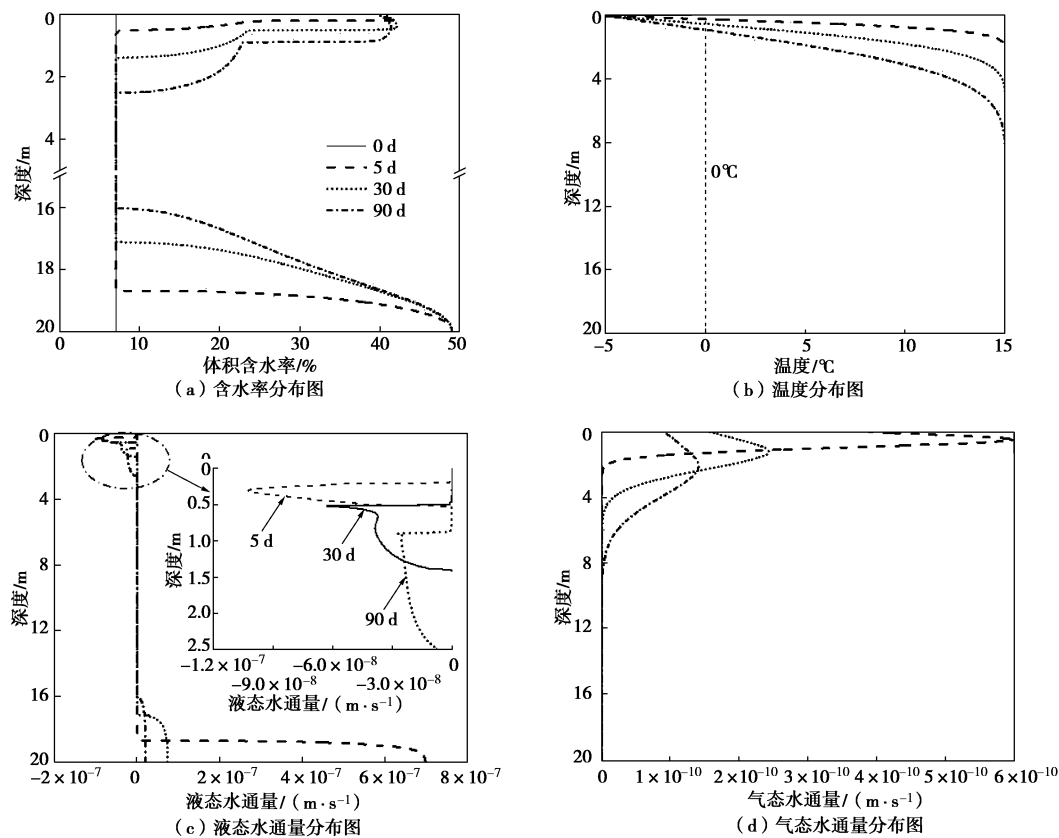 0
2
4
16
18
20
深度/m
0 d
5 d
30 d
90 d
0
10
20
30
40
50
体积含水率/%
（a）含水率分布图
0
4
8
12
16
20
深度/m
0℃
-5
0
5
10
15
温度/℃
（b）温度分布图
0
4
8
12
16
20
深度/m
0
0
0.5
1.0
1.5
2.0
2.5
深度/m
5 d
30 d
90 d
-1.2×10⁻⁷
-6.0×10⁻⁸
0
-9.0×10⁻⁸
-3.0×10⁻⁸
液态水通量/（m·s⁻¹）
-2×10⁻⁷
0
2×10⁻⁷
4×10⁻⁷
6×10⁻⁷
8×10⁻⁷
液态水通量/（m·s⁻¹）
（c）液态水通量分布图
0
4
8
12
16
20
深度/m
0
1×10⁻¹⁰
2×10⁻¹⁰
3×10⁻¹⁰
4×10⁻¹⁰
5×10⁻¹⁰
6×10⁻¹⁰
气态水通量/（m·s⁻¹）
（d）气态水通量分布图